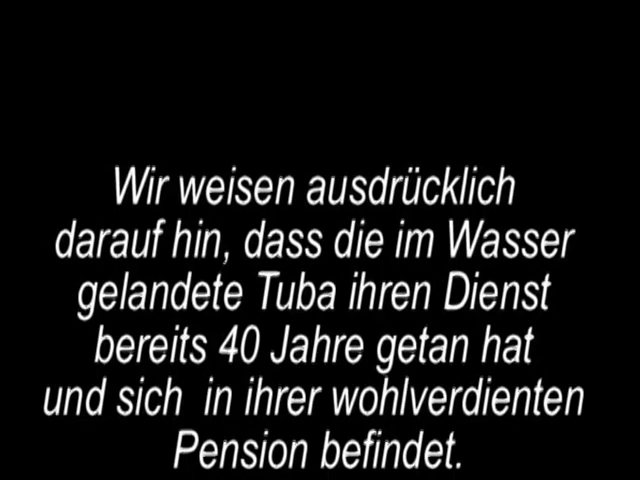 Wir weisen ausdrücklich
darauf hin, dass die im Wasser
gelandete Tuba ihren Dienst
bereits 40 Jahre getan hat
und sich in ihrer wohlverdienten
Pension befindet.